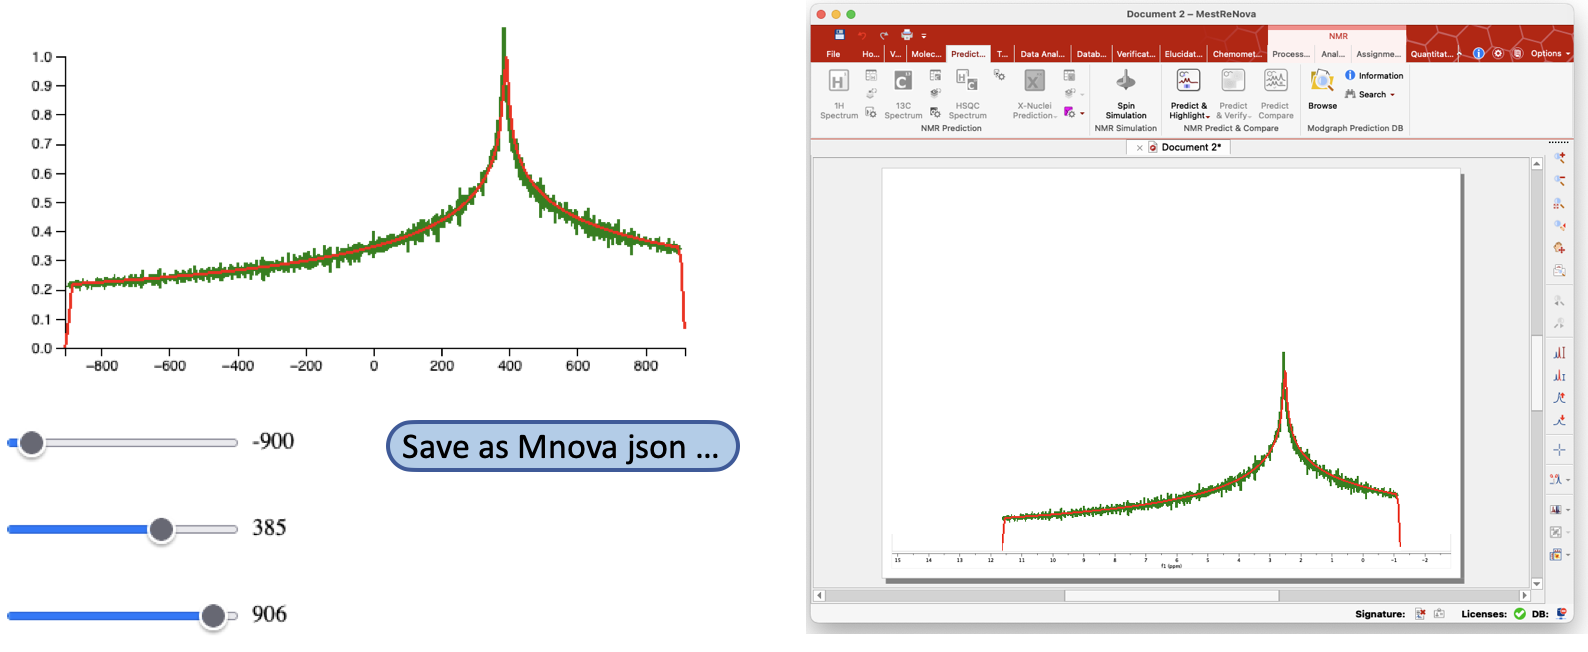 1.0
0.9
0.8
0.7
0.6
0.5
0.4
0.3
0.2
0.1
0.0
−800 −600 −400 −200 0 200 400 600 800
-900
385
906
Save as Mnova json ...
Document 2 – MestReNova
NMR
File Ho... V... Molec... Predict... T... Data Anal... Datab... Verificat... Elucidat... Chemomet... Process... Anal... Assignme... Quantitat... Options
1H Spectrum
13C Spectrum
HSQC Spectrum
X-Nuclei Prediction
NMR Prediction
Spin Simulation
NMR Simulation
Predict & Highlight
Predict & Verify
Predict Compare
NMR Predict & Compare
Browse
Information
Search
Modgraph Prediction DB
Document 2*
15 14 13 12 11 10 9 8 7 6 5 4 3 2 1 0 −1 −2
f1 (ppm)
Signature: Licenses: DB: